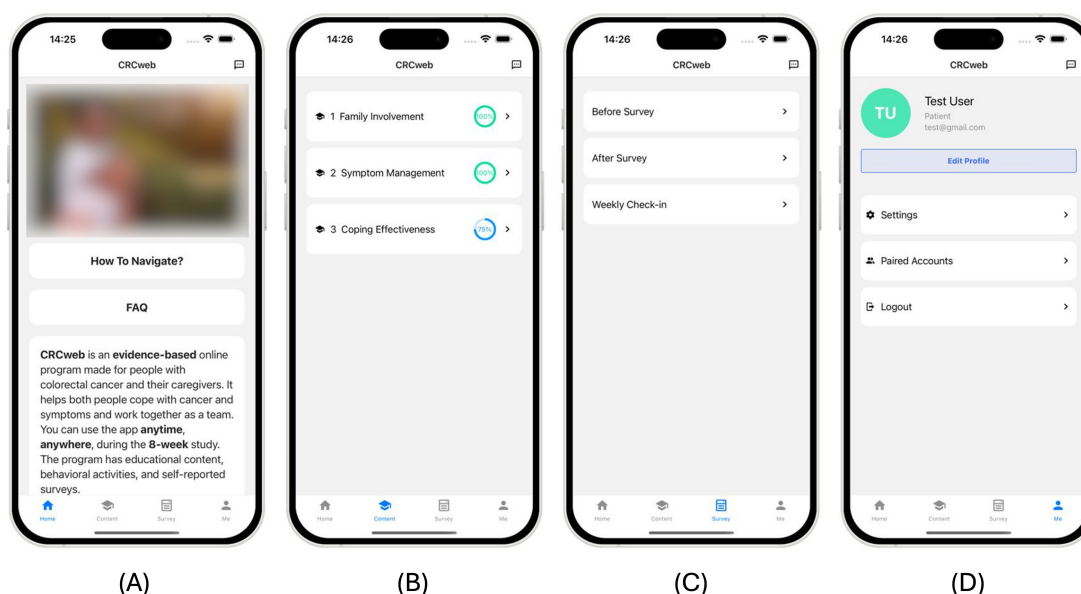 14:25
CRCweb
How To Navigate?
FAQ
CRCweb is an evidence-based online
program made for people with
colorectal cancer and their caregivers. It
helps both people cope with cancer and
symptoms and work together as a team.
You can use the app anytime,
anywhere, during the 8-week study.
The program has educational content,
behavioral activities, and self-reported
surveys.
Home Content Survey Me
(A)
14:26
CRCweb
1 Family Involvement 100%
2 Symptom Management 100%
3 Coping Effectiveness 75%
Home Content Survey Me
(B)
14:26
CRCweb
Before Survey
After Survey
Weekly Check-in
Home Content Survey Me
(C)
14:26
CRCweb
TU
Test User
Patient
test@gmail.com
Edit Profile
Settings
Paired Accounts
Logout
Home Content Survey Me
(D)